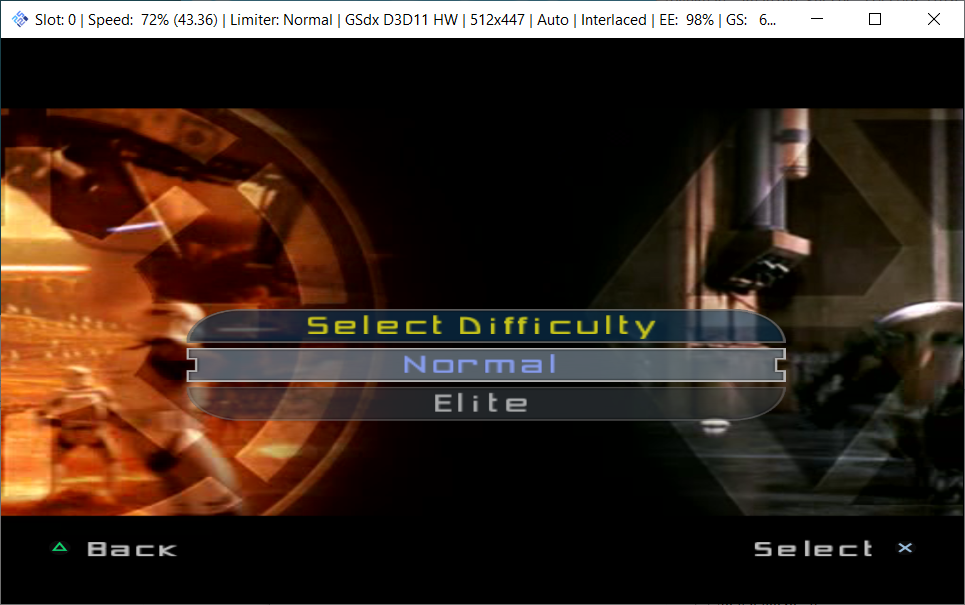 Slot: 0 | Speed: 72% (43.36) | Limiter: Normal | GSdx D3D11 HW | 512x447 | Auto | Interlaced | EE: 98% | GS: 6...
Select Difficulty
Normal
Elite
Back
Select